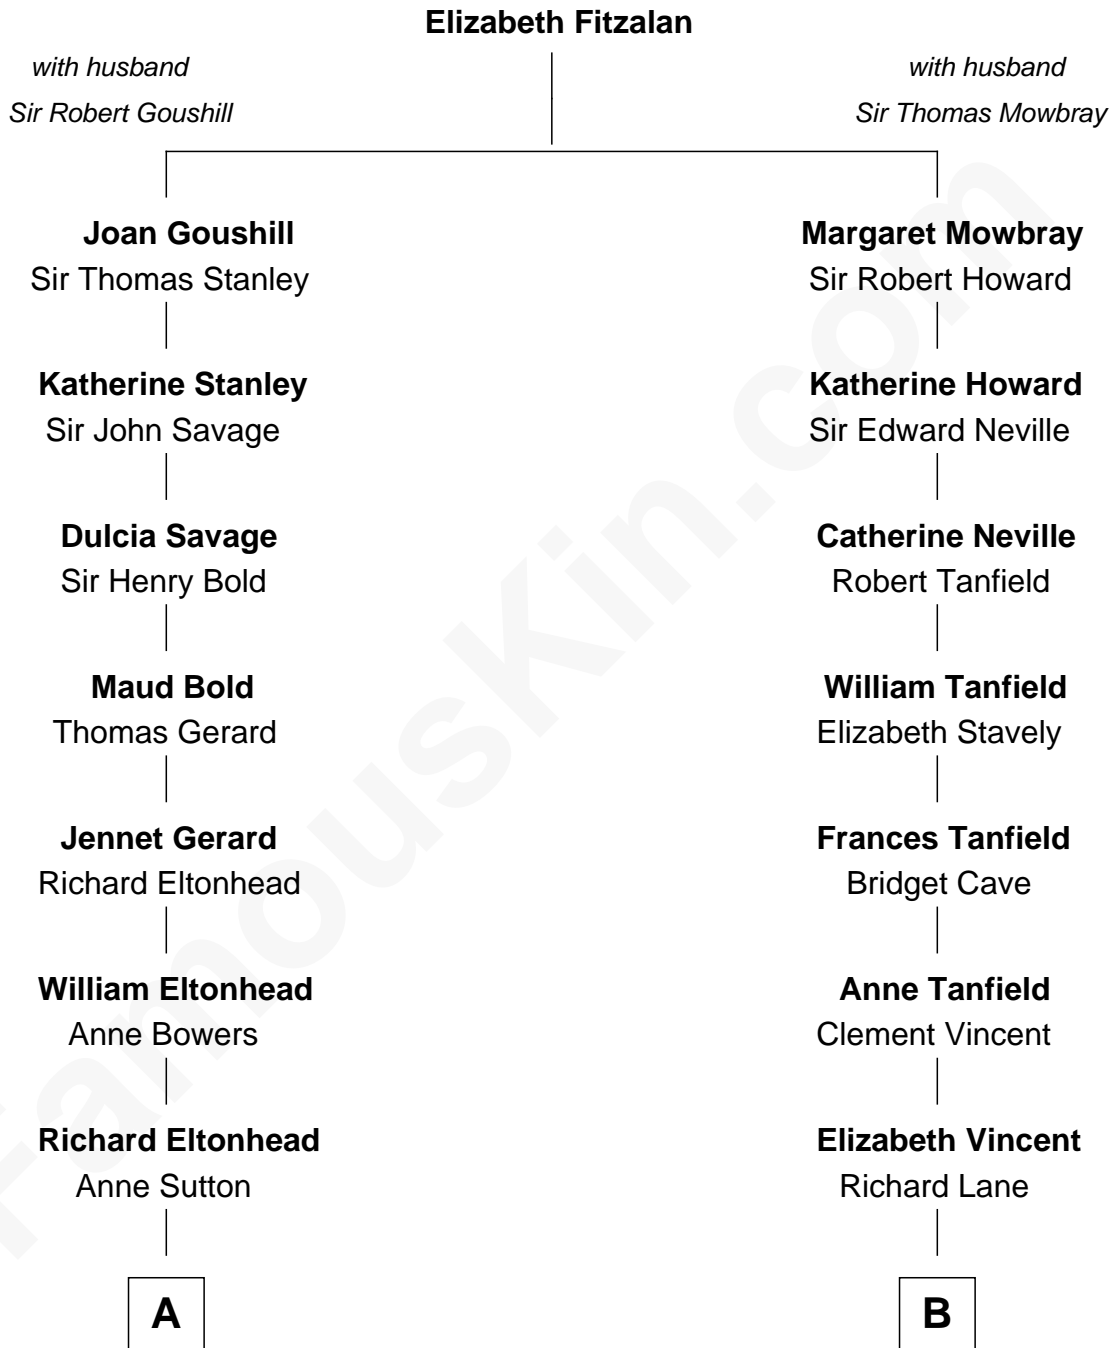 Elizabeth Fitzalan
with husband
Sir Robert Goushill
with husband
Sir Thomas Mowbray
Joan Goushill
Sir Thomas Stanley
Margaret Mowbray
Sir Robert Howard
Katherine Stanley
Sir John Savage
Katherine Howard
Sir Edward Neville
Dulcia Savage
Sir Henry Bold
Catherine Neville
Robert Tanfield
Maud Bold
Thomas Gerard
William Tanfield
Elizabeth Stavely
Jennet Gerard
Richard Eltonhead
Frances Tanfield
Bridget Cave
William Eltonhead
Anne Bowers
Anne Tanfield
Clement Vincent
Richard Eltonhead
Anne Sutton
Elizabeth Vincent
Richard Lane
A
B
FamousKin.com